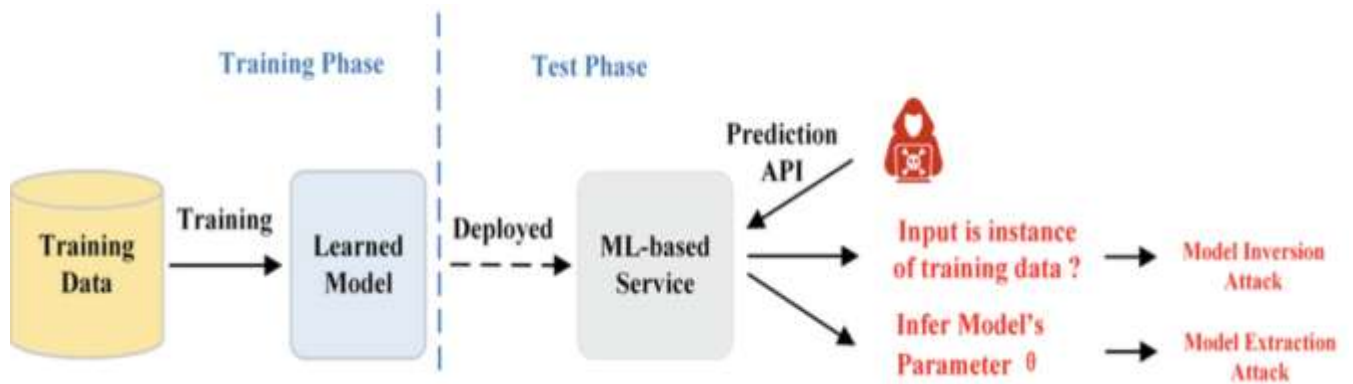 Training Phase
Test Phase
Prediction
API
Training
Data
Training
Learned
Model
Deployed
ML-based
Service
Input is instance
of training data ?
Model Inversion
Attack
Infer Model's
Parameter θ
Model Extraction
Attack